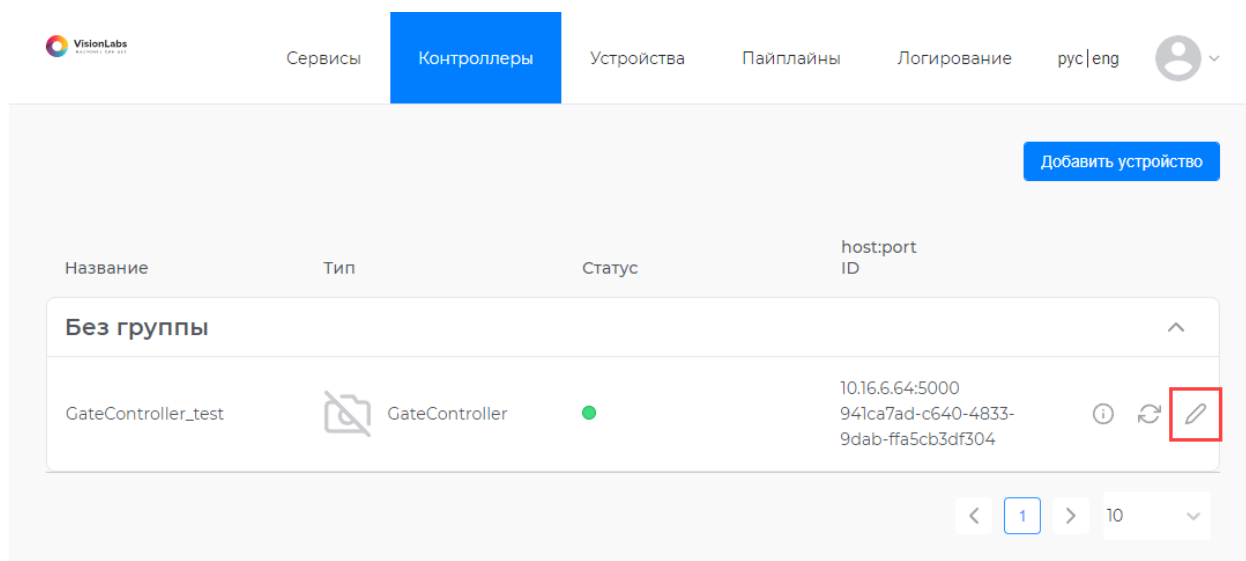 VisionLabs
Сервисы
Контроллеры
Устройства
Пайплайны
Логирование
рус|eng
Добавить устройство
Название
Тип
Статус
host:port
ID
Без группы
GateController_test
GateController
10.16.6.64:5000
941ca7ad-c640-4833-
9dab-ffa5cb3df304
1
10